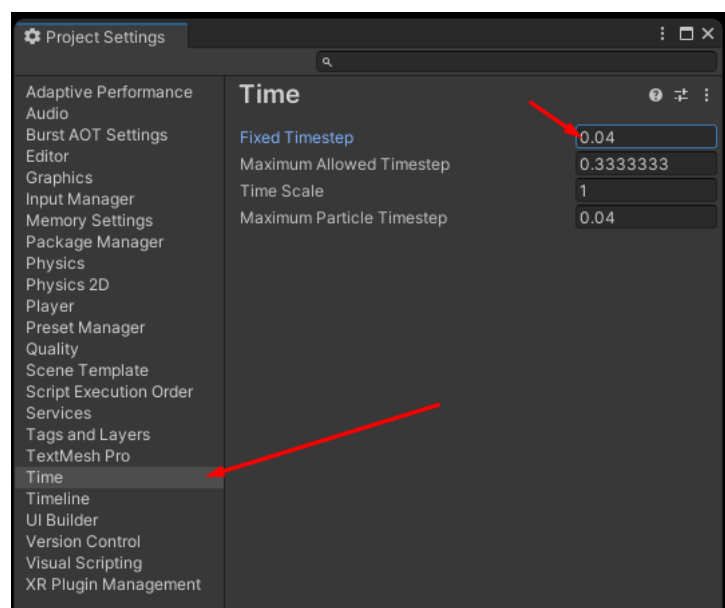 Project Settings
Adaptive Performance
Audio
Burst AOT Settings
Editor
Graphics
Input Manager
Memory Settings
Package Manager
Physics
Physics 2D
Player
Preset Manager
Quality
Scene Template
Script Execution Order
Services
Tags and Layers
TextMesh Pro
Time
Timeline
UI Builder
Version Control
Visual Scripting
XR Plugin Management
Time
Fixed Timestep 0.04
Maximum Allowed Timestep 0.3333333
Time Scale 1
Maximum Particle Timestep 0.04